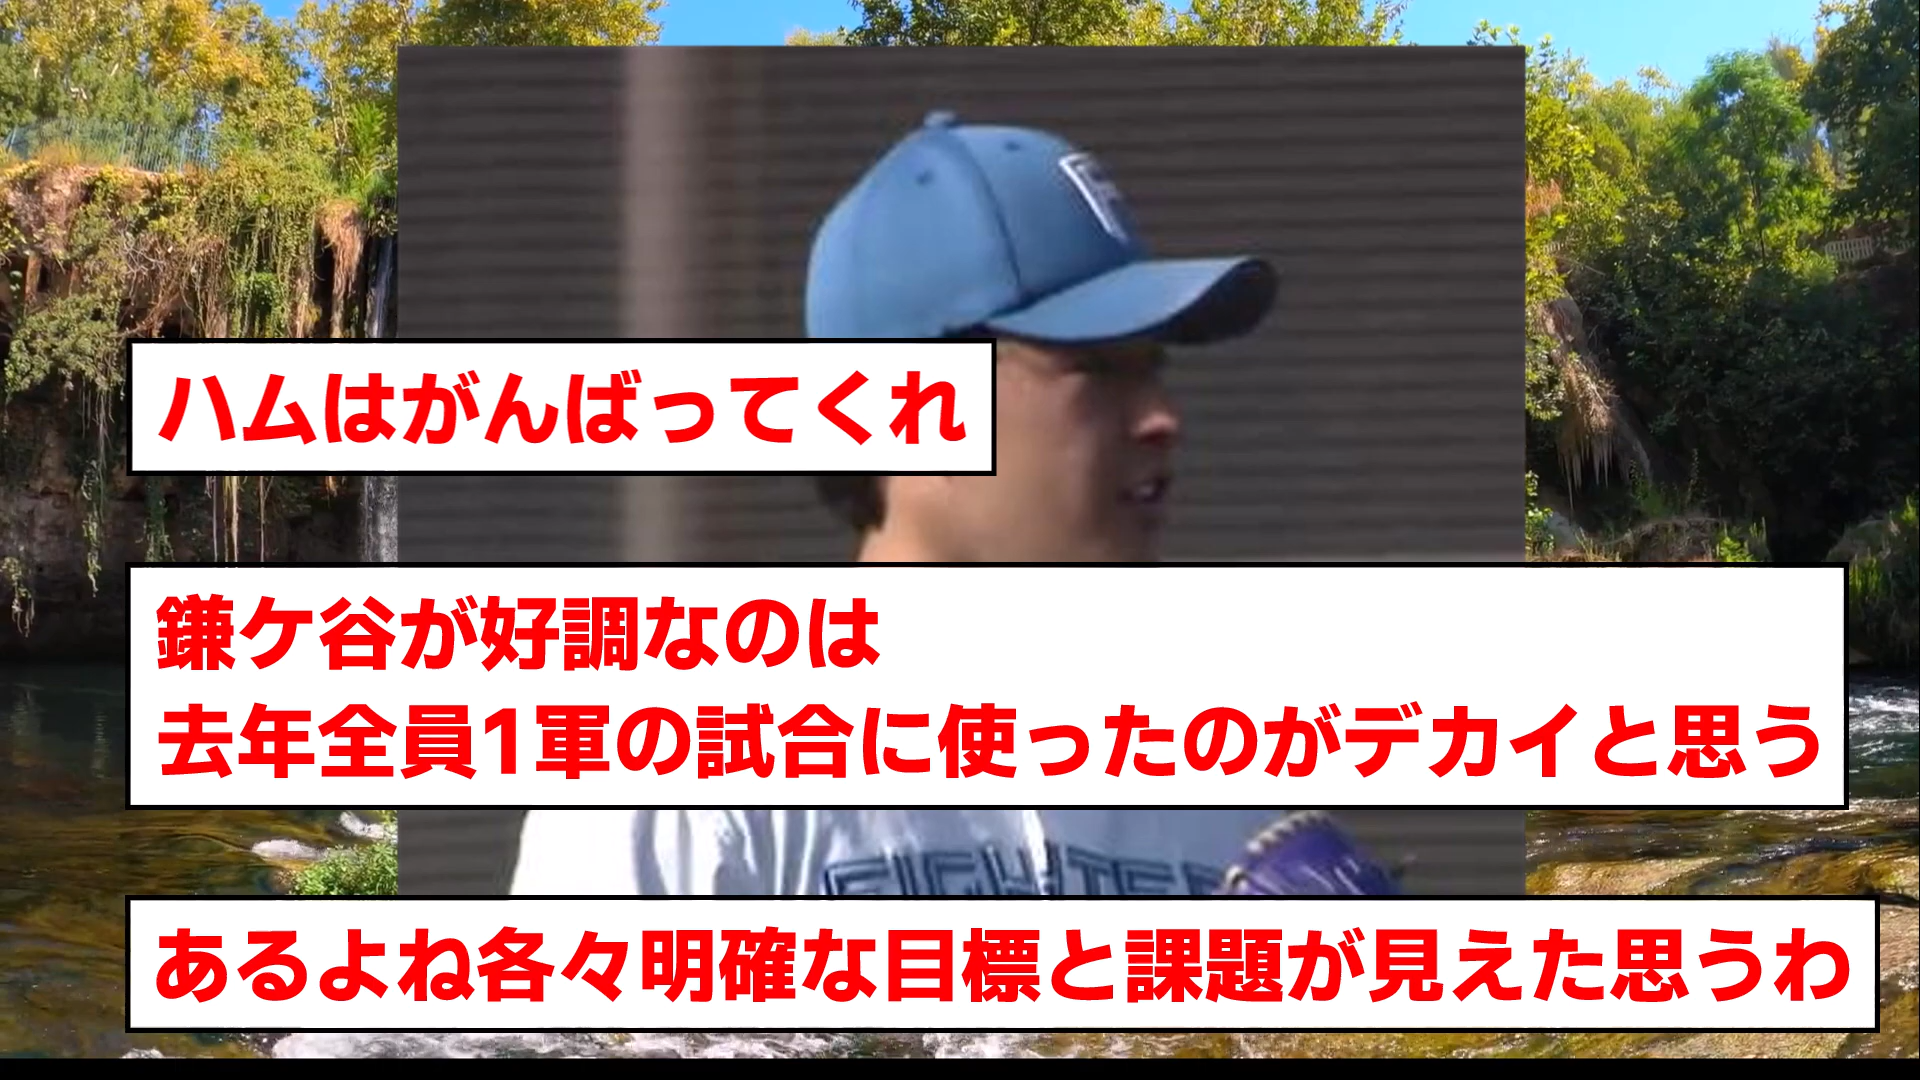 ハムはがんばってくれ
鎌ケ谷が好調なのは
去年全員1軍の試合に使ったのがデカイと思う
FIGHTER
あるよね各々明確な目標と課題が見えた思うわ